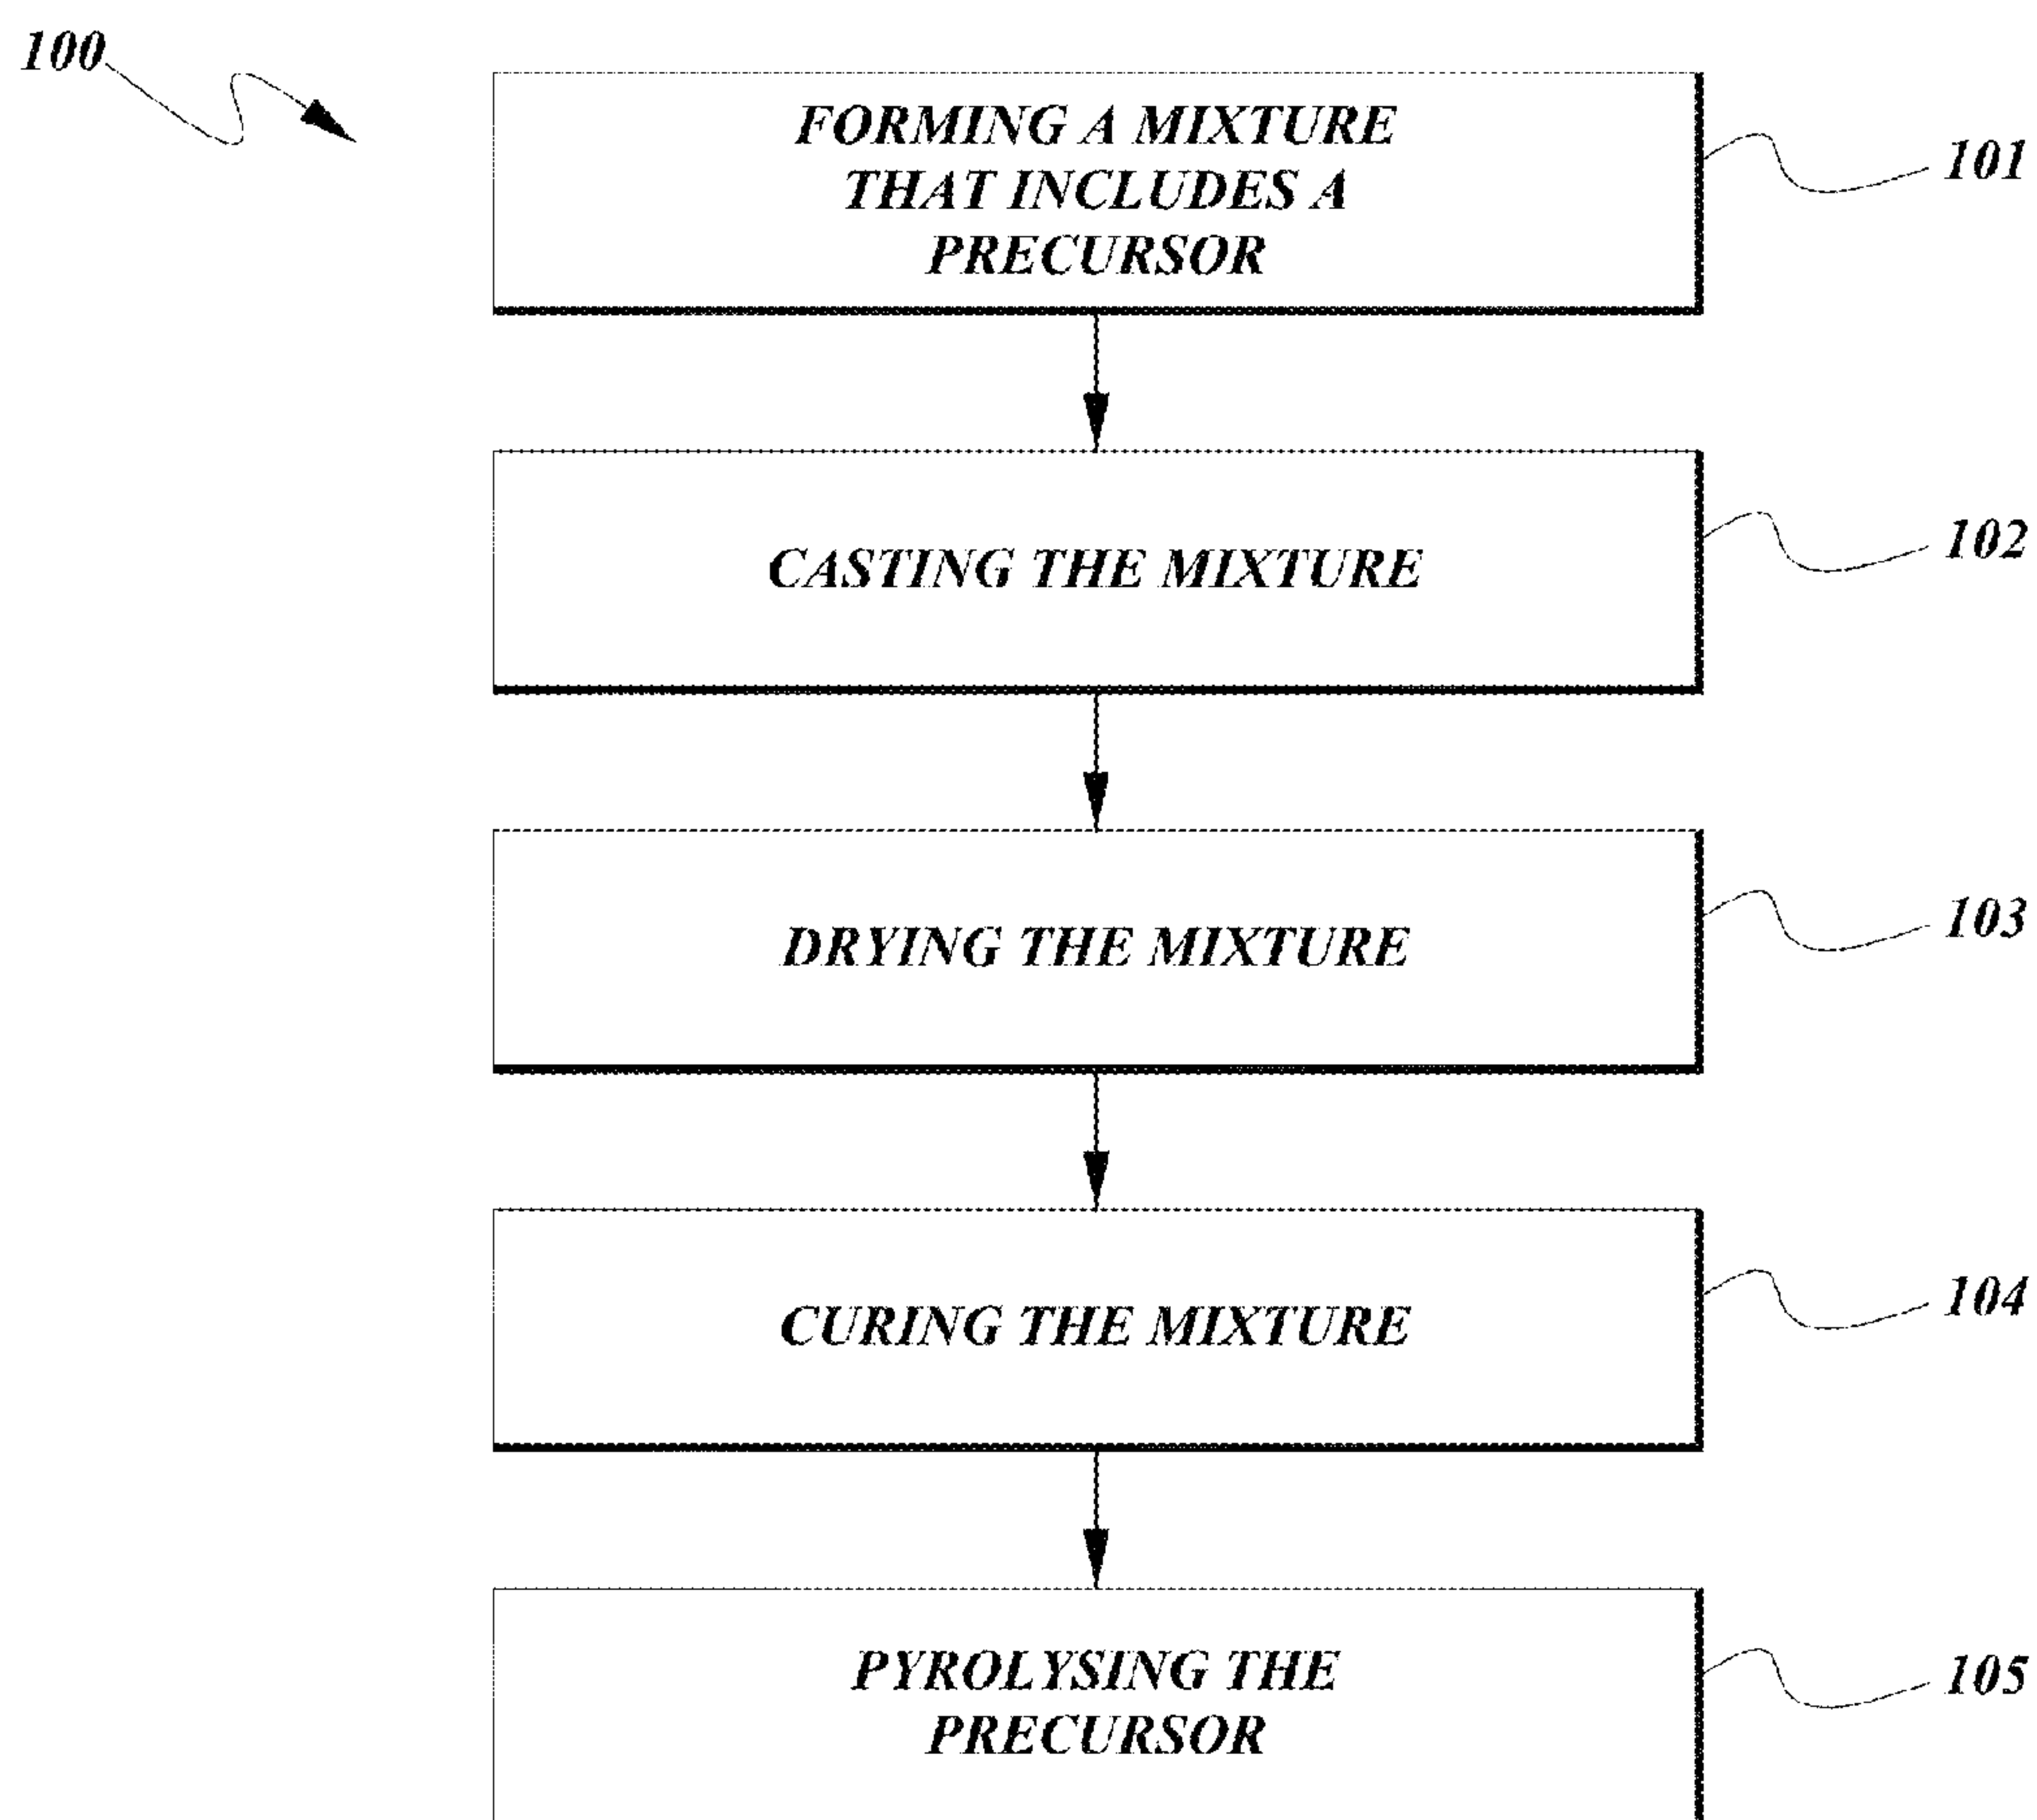 100
FORMING A MIXTURE
THAT INCLUDES A
PRECURSOR
101
CASTING THE MIXTURE
102
DRYING THE MIXTURE
103
CURING THE MIXTURE
104
PYROLYSING THE
PRECURSOR
105